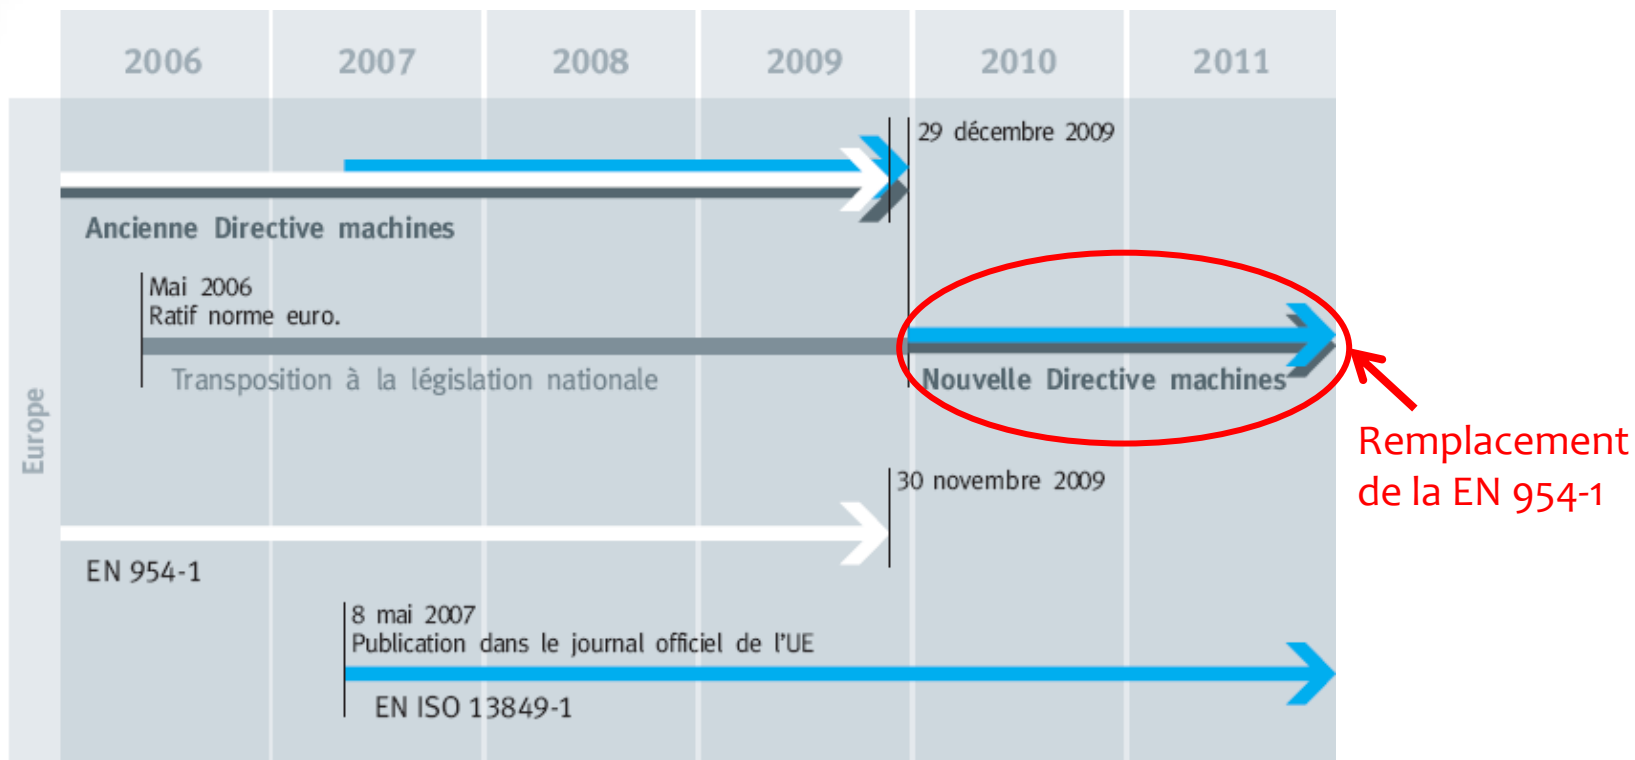 2006 2007 2008 2009 2010 2011
29 décembre 2009
Ancienne Directive machines
Mai 2006
Ratif norme euro.
Transposition à la législation nationale
Nouvelle Directive machines
Europe
Remplacement
de la EN 954-1
30 novembre 2009
EN 954-1
8 mai 2007
Publication dans le journal officiel de l'UE
EN ISO 13849-1